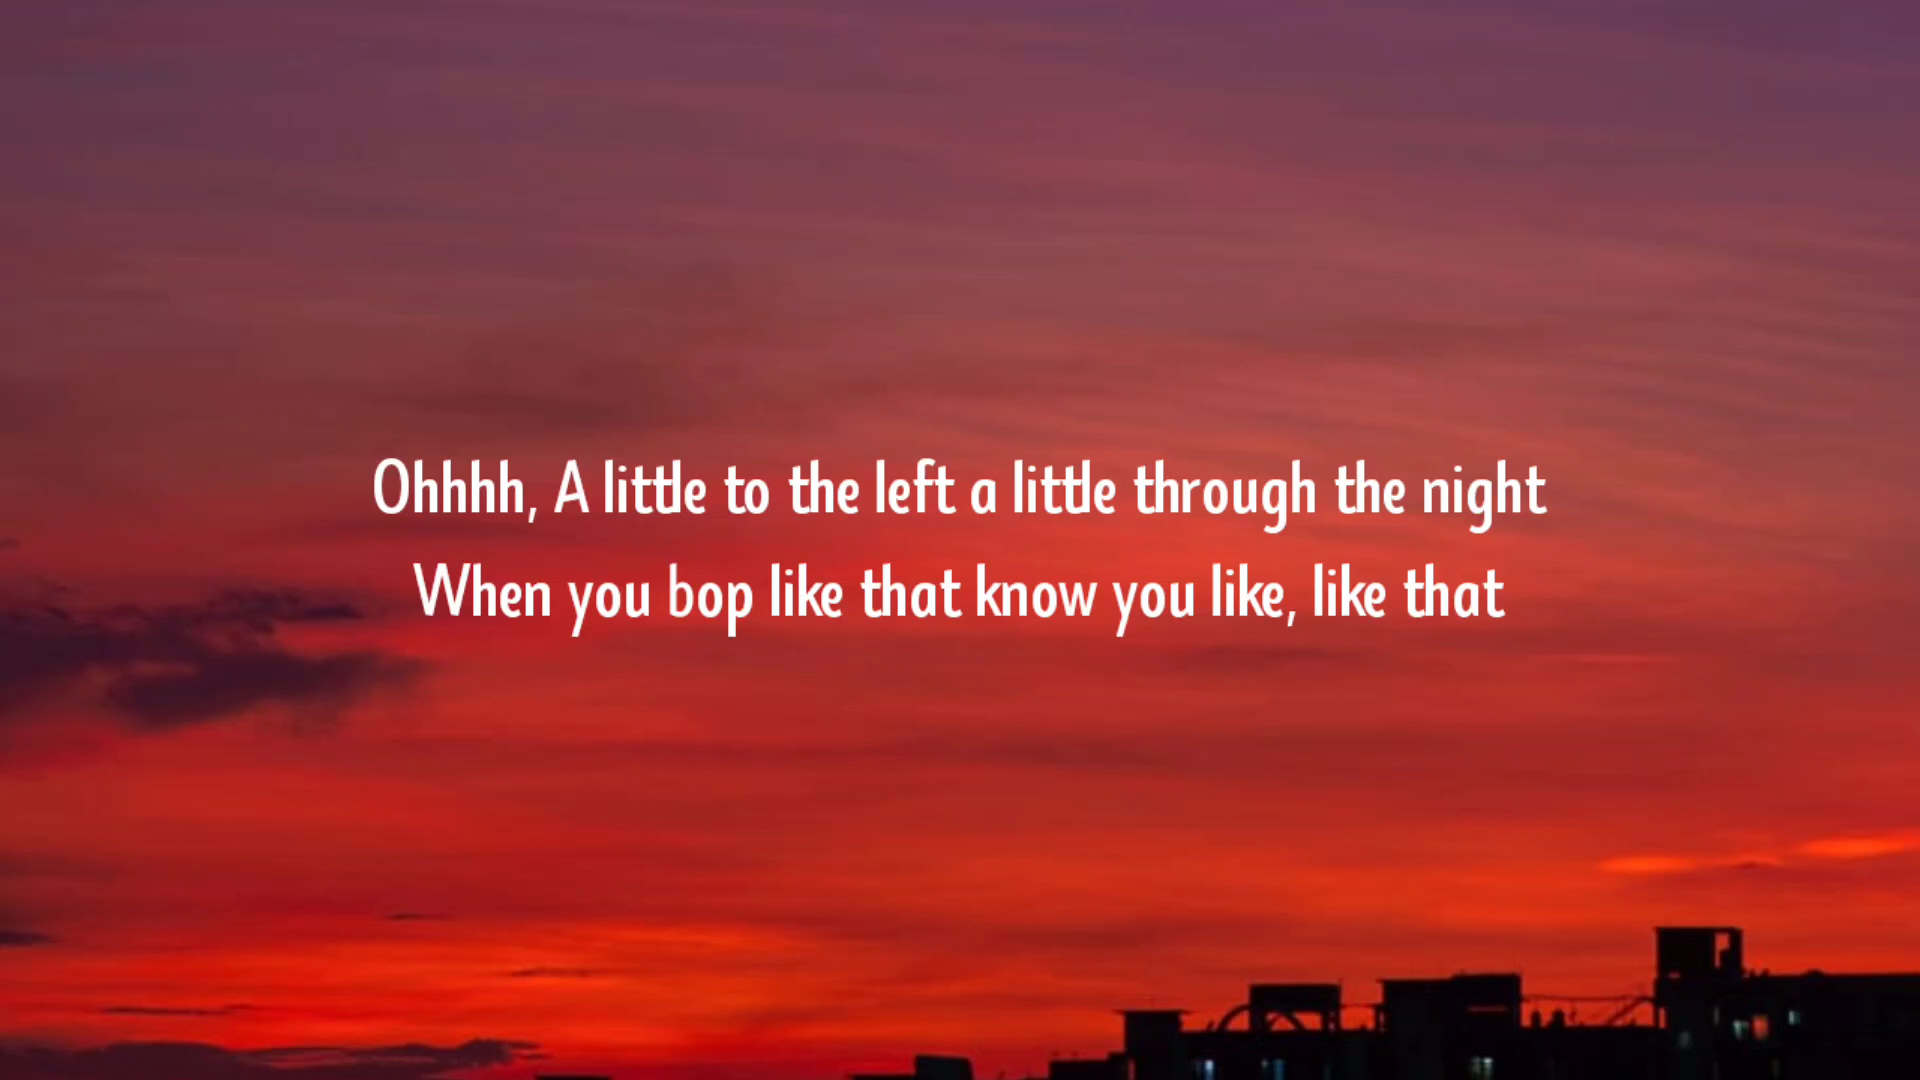 Ohhhh, A little to the left a little through the night
When you bop like that know you like, like that